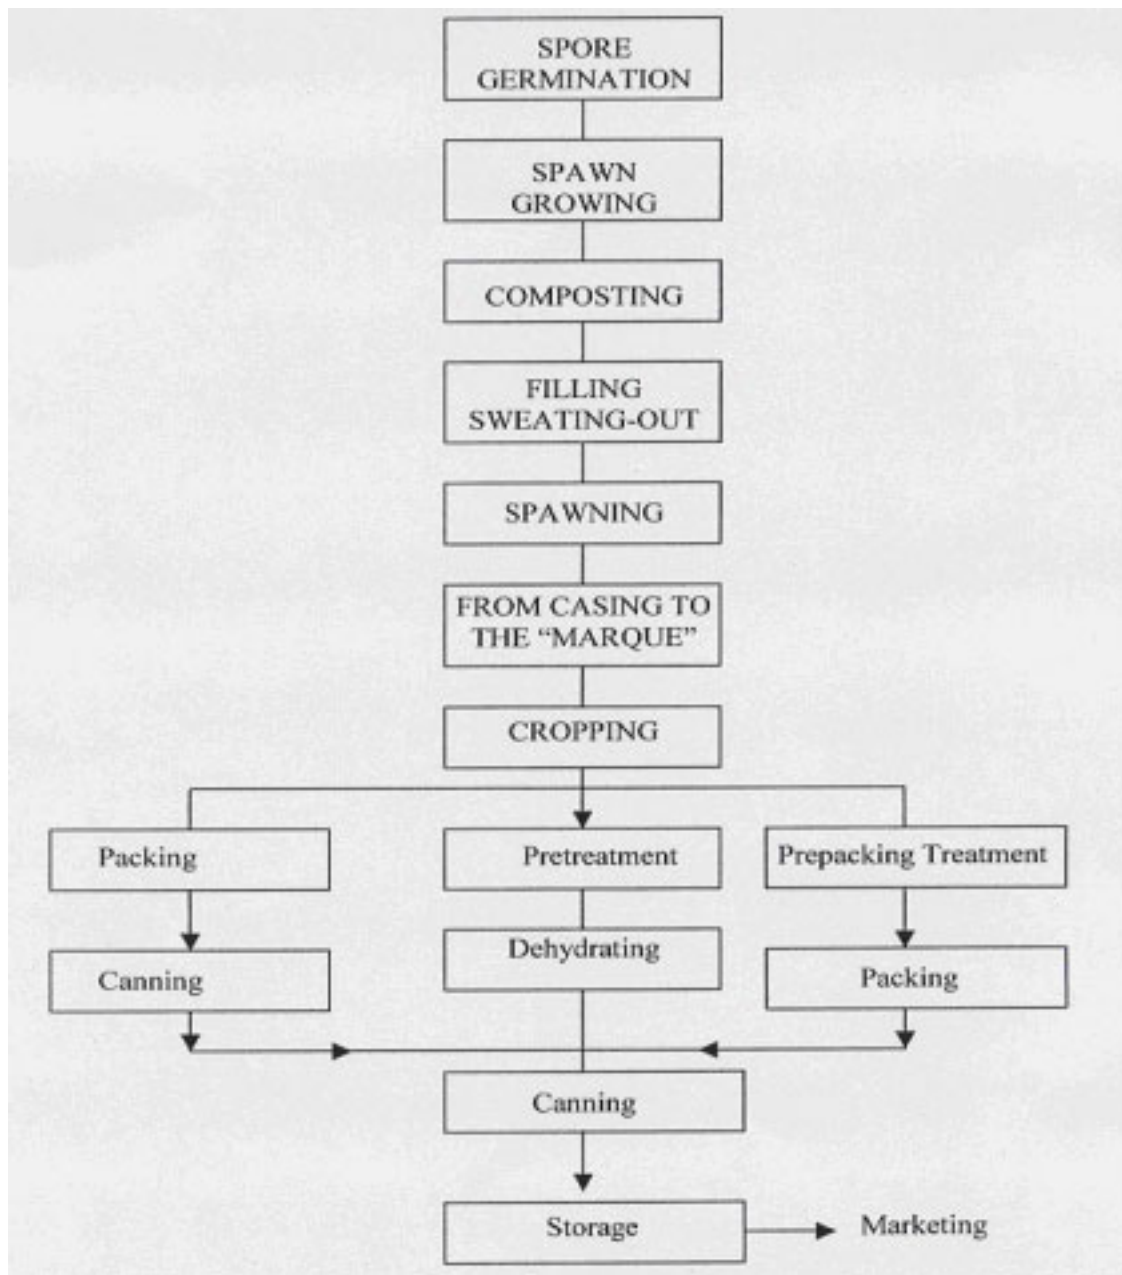 SPORE
GERMINATION
SPAWN
GROWING
COMPOSTING
FILLING
SWEATING-OUT
SPAWNING
FROM CASING TO
THE “MARQUE”
CROPPING
Packing
Pretreatment
Prepacking Treatment
Canning
Dehydrating
Packing
Canning
Storage
Marketing